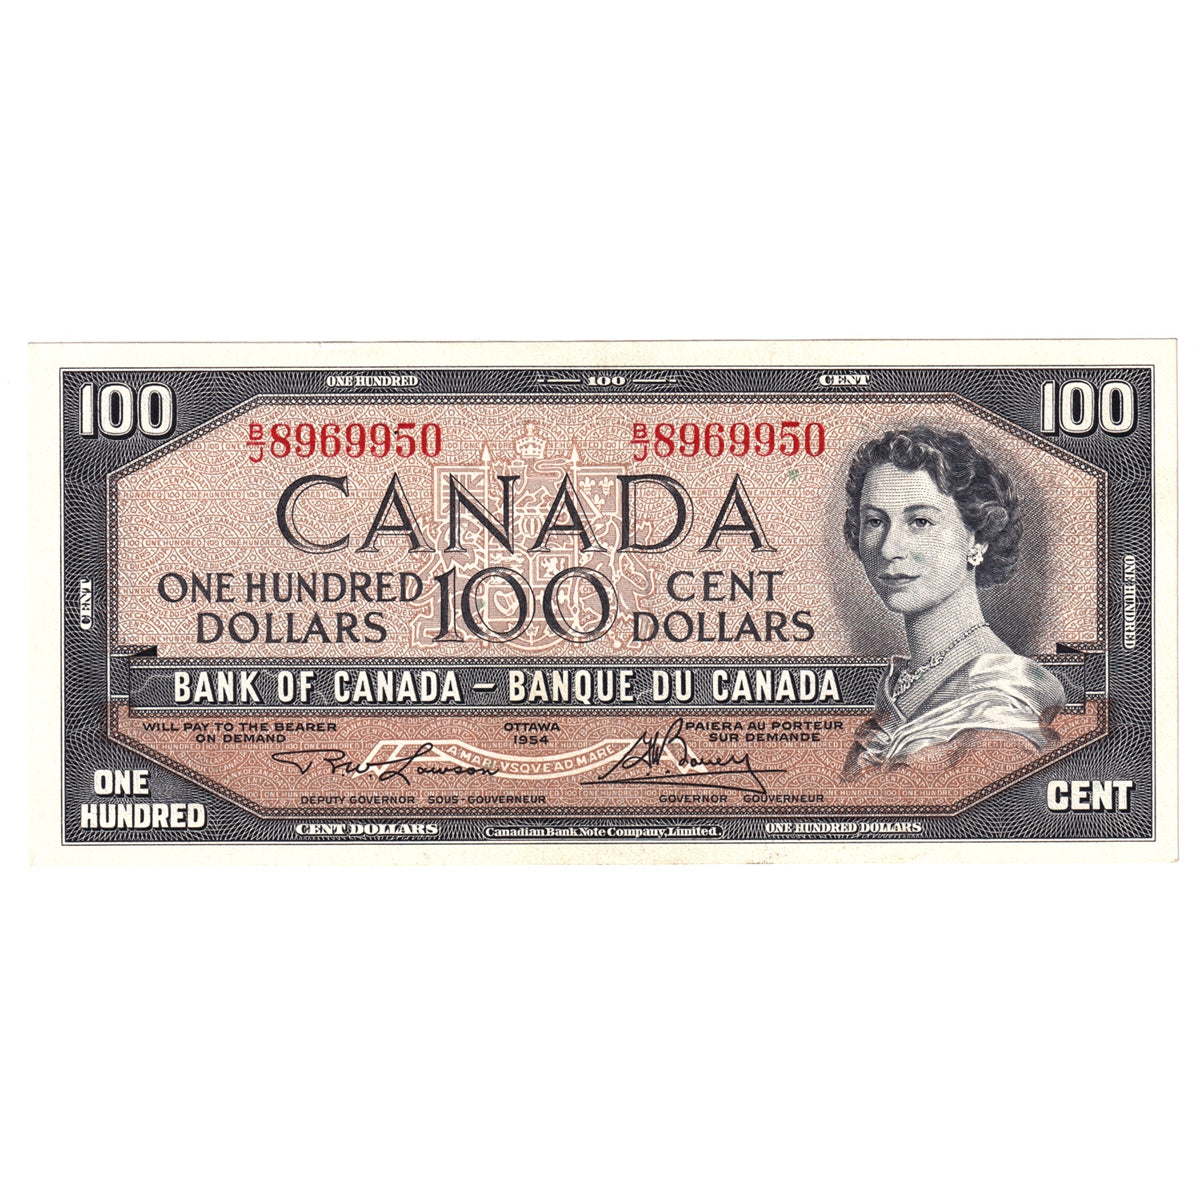 ONE HUNDRED 100 CENT
100 100
B/J 8969950 B/J 8969950
CANADA
ONE HUNDRED DOLLARS 100 CENT DOLLARS
CENT
ONE HUNDRED
BANK OF CANADA – BANQUE DU CANADA
WILL PAY TO THE BEARER ON DEMAND
OTTAWA
1954
PAIERA AU PORTEUR SUR DEMANDE
A·MARI·VSQVE·AD·MARE
R.W. Lawson
G.K. Bouey
DEPUTY GOVERNOR SOUS-GOUVERNEUR
GOVERNOR GOUVERNEUR
ONE HUNDRED
CENT
CENT DOLLARS Canadian Bank Note Company, Limited. ONE HUNDRED DOLLARS